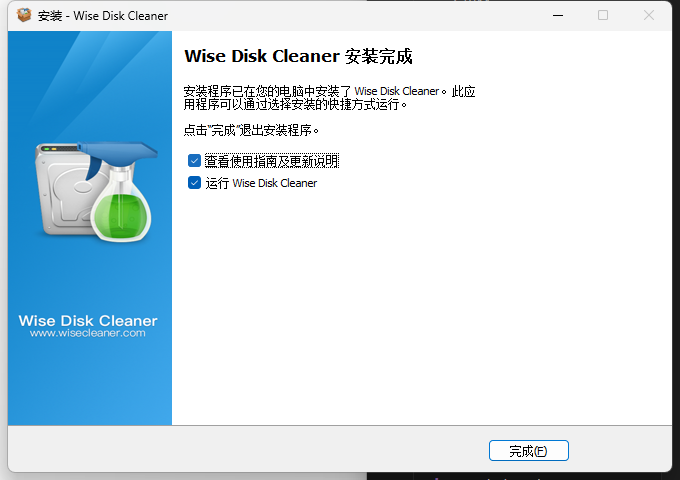 安装 - Wise Disk Cleaner
Wise Disk Cleaner 安装完成
安装程序已在您的电脑中安装了 Wise Disk Cleaner。此应
用程序可以通过选择安装的快捷方式运行。
点击"完成"退出安装程序。
查看使用指南及更新说明
运行 Wise Disk Cleaner
Wise Disk Cleaner
www.wisecleaner.com
完成(F)